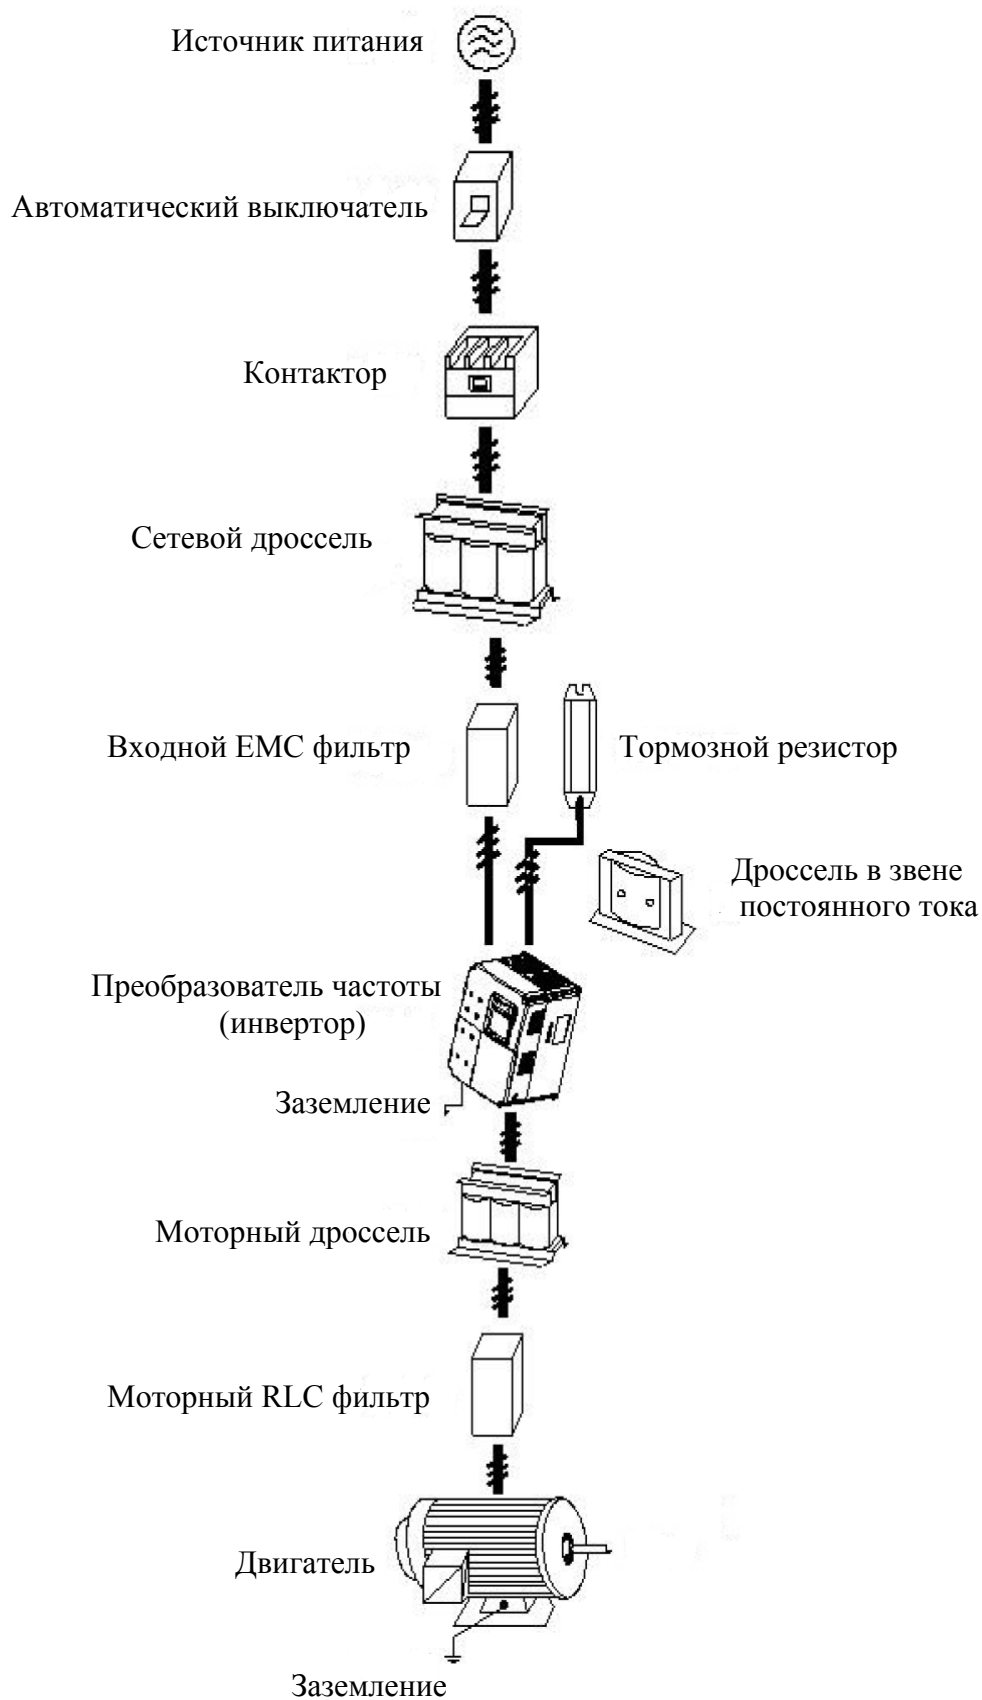 Источник питания
Автоматический выключатель
Контактор
Сетевой дроссель
Входной EMC фильтр
Тормозной резистор
Дроссель в звене
постоянного тока
Преобразователь частоты
(инвертор)
Заземление
Моторный дроссель
Моторный RLC фильтр
Двигатель
Заземление